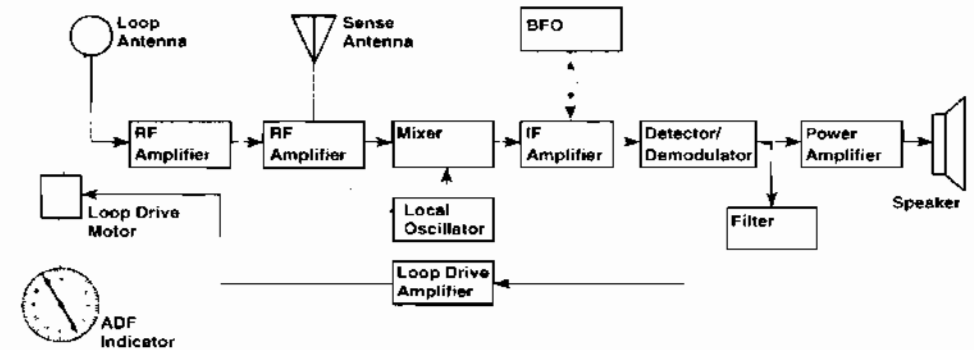 Loop
Antenna
Sense
Antenna
BFO
RF
Amplifier
RF
Amplifier
Mixer
IF
Amplifier
Detector/
Demodulator
Power
Amplifier
Speaker
Loop Drive
Motor
Local
Oscillator
Filter
Loop Drive
Amplifier
ADF
Indicator